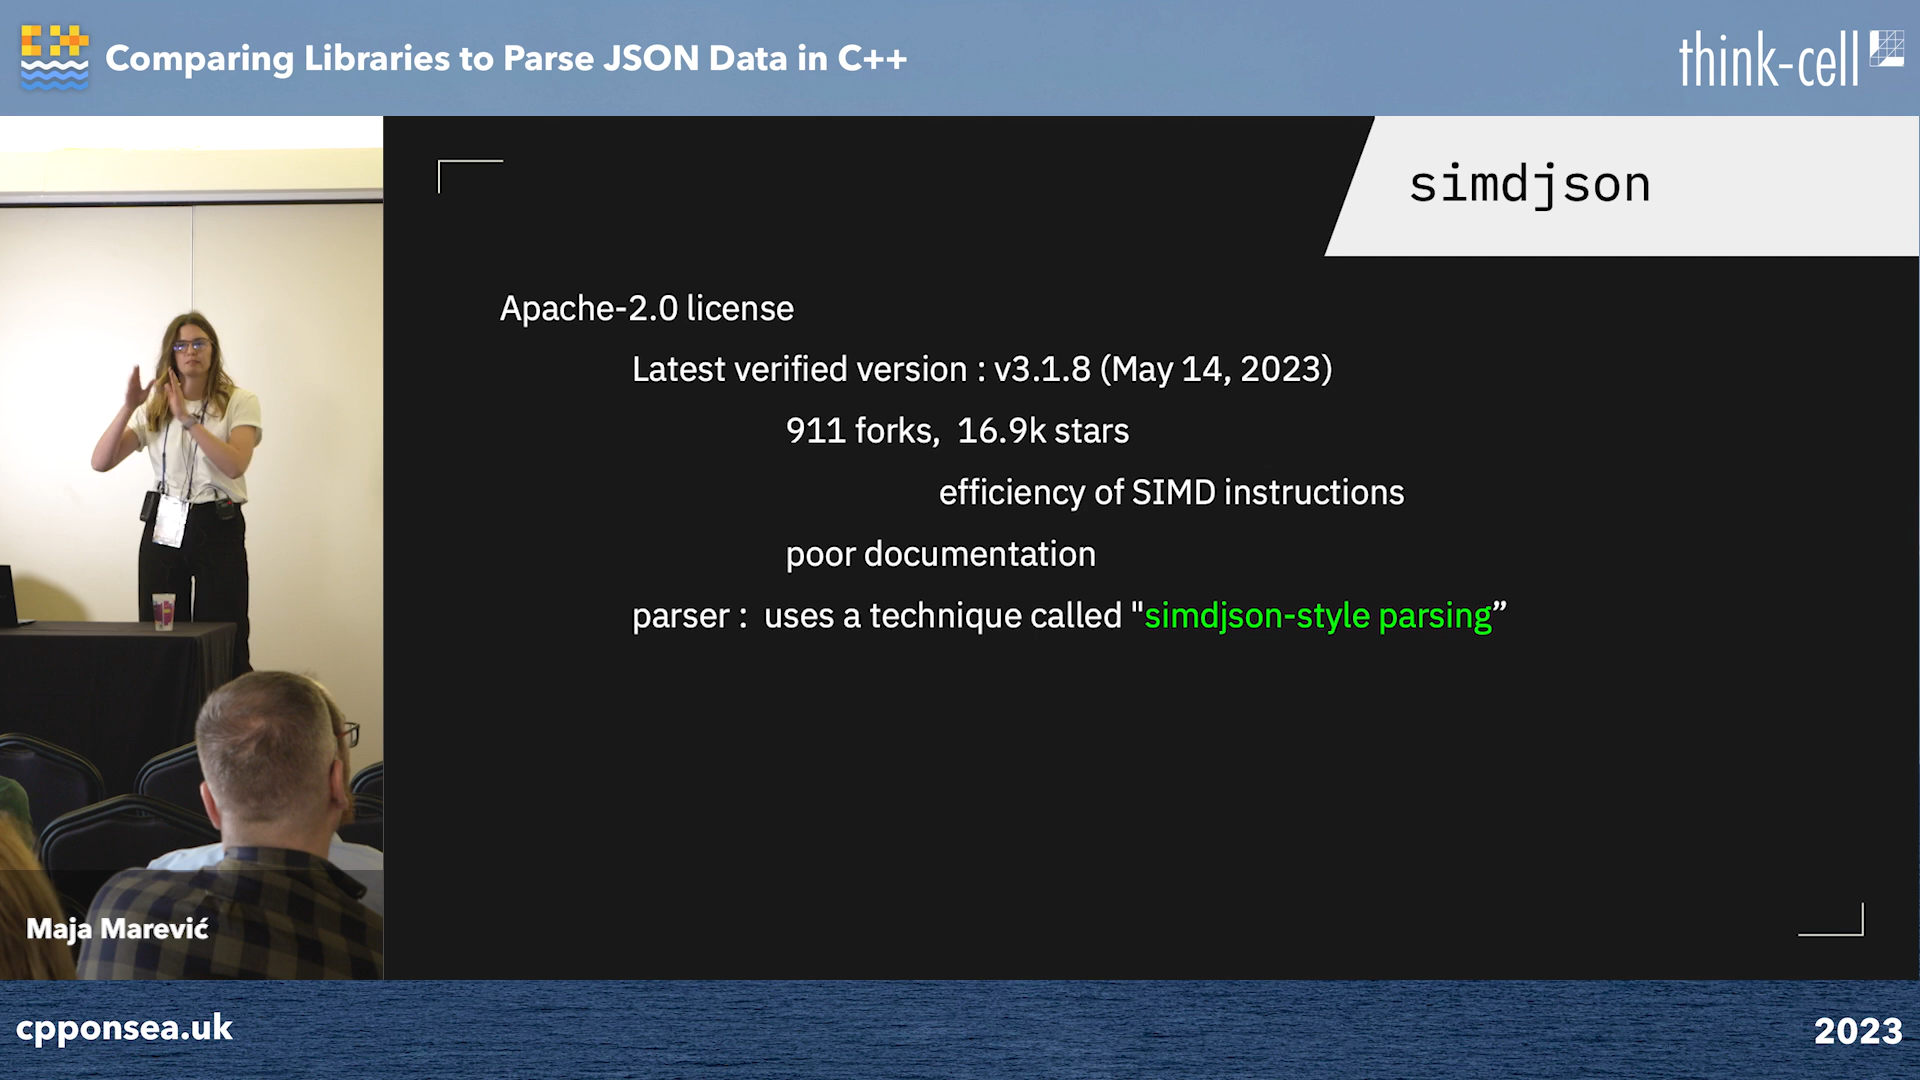 Comparing Libraries to Parse JSON Data in C++
think-cell
simdjson
Apache-2.0 license
Latest verified version : v3.1.8 (May 14, 2023)
911 forks,  16.9k stars
efficiency of SIMD instructions
poor documentation
parser :  uses a technique called "simdjson-style parsing”
Maja Marević
cpponsea.uk
2023